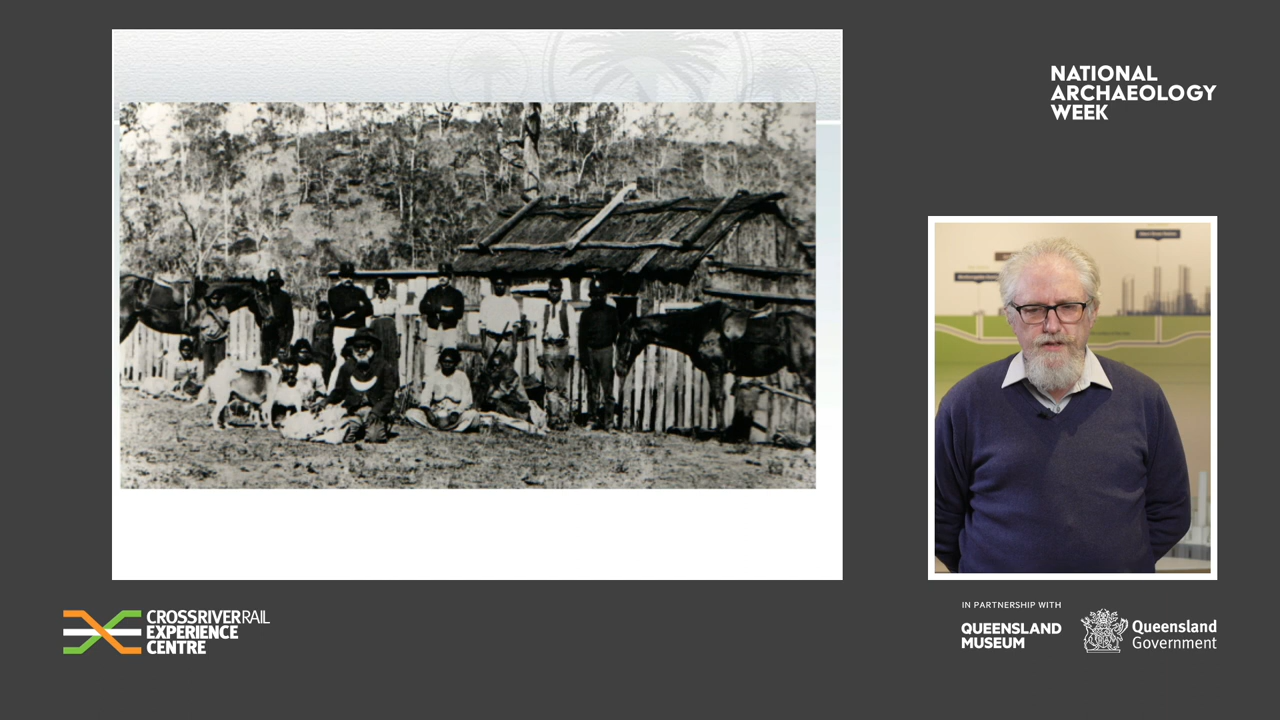 NATIONAL
ARCHAEOLOGY
WEEK
CROSSRIVERRAIL
EXPERIENCE
CENTRE
IN PARTNERSHIP WITH
QUEENSLAND
MUSEUM
Queensland
Government